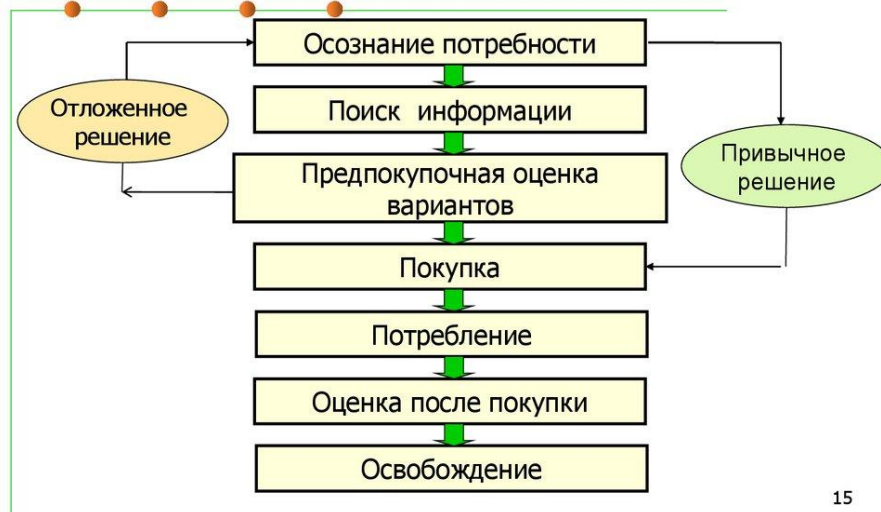 Осознание потребности
Отложенное
решение
Поиск информации
Привычное
решение
Предпокупочная оценка
вариантов
Покупка
Потребление
Оценка после покупки
Освобождение
15